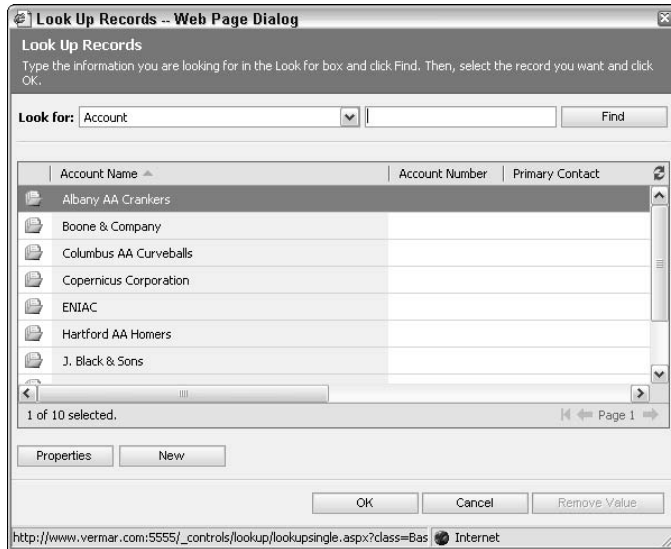 Look Up Records -- Web Page Dialog
Look Up Records
Type the information you are looking for in the Look for box and click Find. Then, select the record you want and click
OK.
Look for: Account Find
Account Name Account Number Primary Contact
Albany AA Crankers
Boone & Company
Columbus AA Curveballs
Copernicus Corporation
ENIAC
Hartford AA Homers
J. Black & Sons
1 of 10 selected. Page 1
Properties New
OK Cancel Remove Value
http://www.vermar.com:5555/_controls/lookup/lookupsingle.aspx?class=Bas Internet